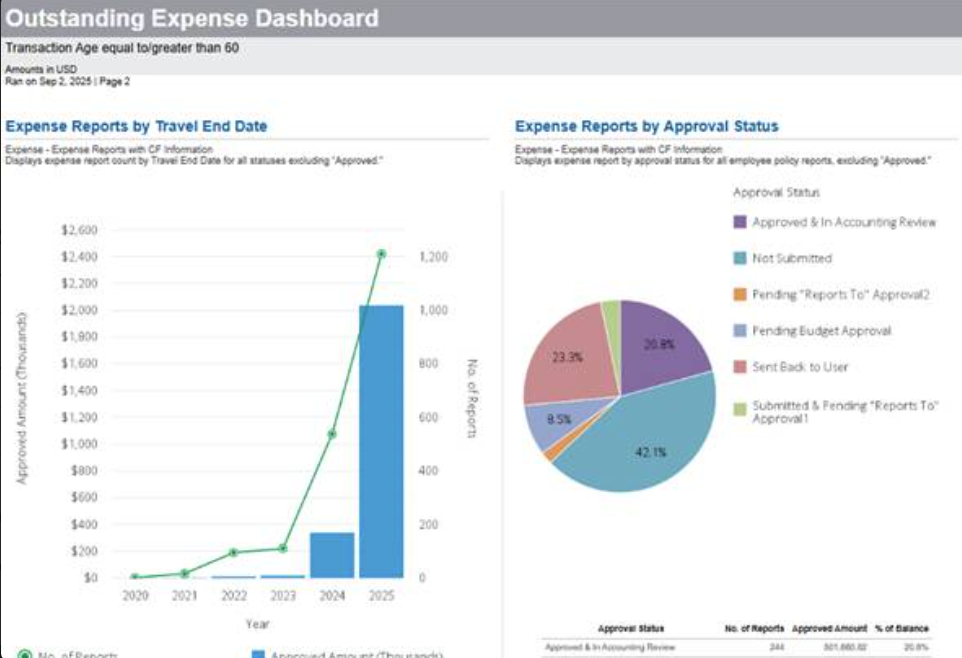 Outstanding Expense Dashboard
Transaction Age equal to/greater than 60
Amounts in USD
Ran on Sep 2, 2025 | Page 2
Expense Reports by Travel End Date
Expense - Expense Reports with CF Information
Displays expense report count by Travel End Date for all statuses excluding "Approved."
Approved Amount (Thousands)
$2,600
$2,400
$2,200
$2,000
$1,800
$1,600
$1,400
$1,200
$1,000
$800
$600
$400
$200
$0
1,200
1,000
800
600
400
200
0
No. of Reports
2020 2021 2022 2023 2024 2025
Year
No. of Reports Approved Amount (Thousands)
Expense Reports by Approval Status
Expense - Expense Reports with CF Information
Displays expense report by approval status for all employee policy reports, excluding "Approved."
Approval Status
Approved & In Accounting Review
Not Submitted
Pending "Reports To" Approval2
Pending Budget Approval
Sent Back to User
Submitted & Pending "Reports To"
Approval1
20.8%
23.3%
8.5%
42.1%
Approval Status No. of Reports Approved Amount % of Balance
Approved & In Accounting Review 244 20.8%